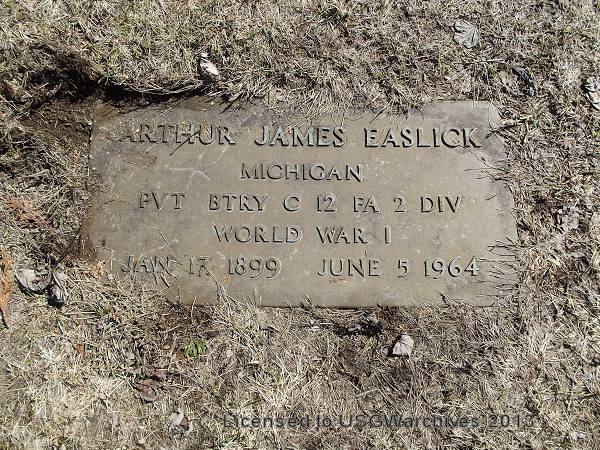 ARTHUR JAMES EASLICK
MICHIGAN
PVT BTRY C 12 FA 2 DIV
WORLD WAR I
JAN 17 1899 JUNE 5 1964
Licensed to USGWarchives 2013